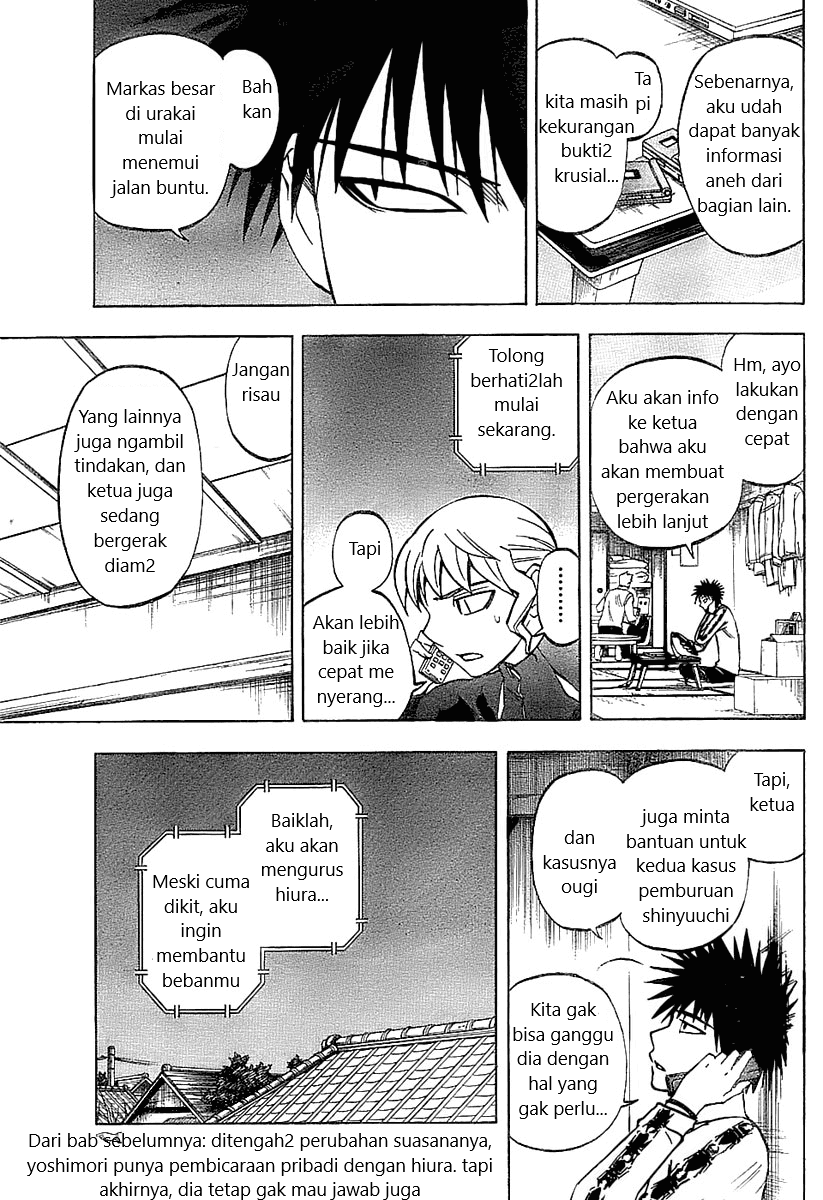 Sebenarnya,
aku udah
dapat banyak
informasi
aneh dari
bagian lain.
Ta
pi
kita masih
kekurangan
bukti2
krusial...
Bah
kan
Markas besar
di urakai
mulai
menemui
jalan buntu.
Hm, ayo
lakukan
dengan
cepat
Aku akan info
ke ketua
bahwa aku
akan membuat
pergerakan
lebih lanjut
Tolong
berhati2lah
mulai
sekarang.
.........
Tapi
Akan lebih
baik jika
cepat me
nyerang...
Jangan
risau
Yang lainnya
juga ngambil
tindakan, dan
ketua juga
sedang
bergerak
diam2
Tapi,
ketua
juga minta
bantuan untuk
kedua kasus
pemburuan
shinyuuchi
dan
kasusnya
ougi
Kita gak
bisa ganggu
dia dengan
hal yang
gak perlu...
Baiklah,
aku akan
mengurus
hiura...
Meski cuma
dikit, aku
ingin
membantu
bebanmu
Dari bab sebelumnya: ditengah2 perubahan suasananya,
yoshimori punya pembicaraan pribadi dengan hiura. tapi
akhirnya, dia tetap gak mau jawab juga